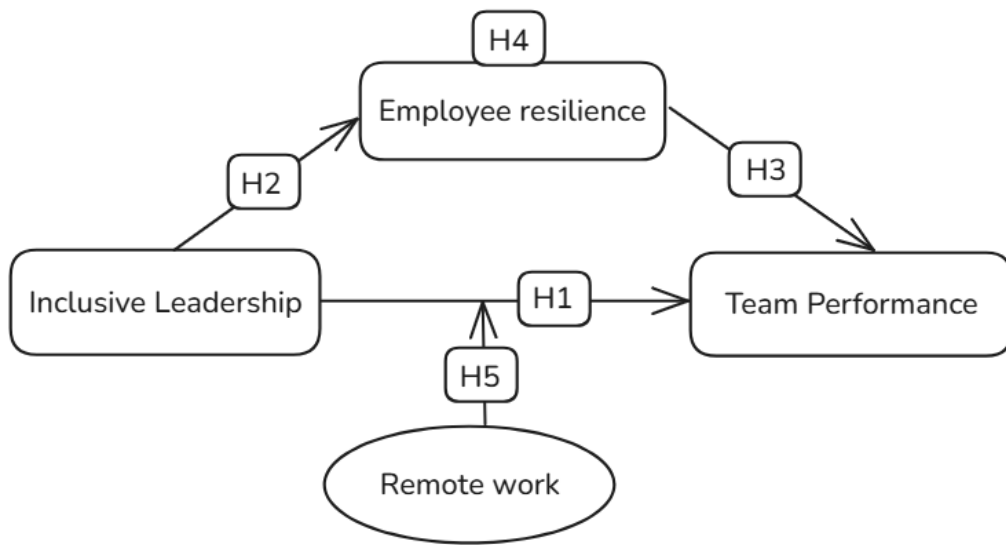 H4
Employee resilience
H2
H3
Inclusive Leadership
H1
Team Performance
H5
Remote work